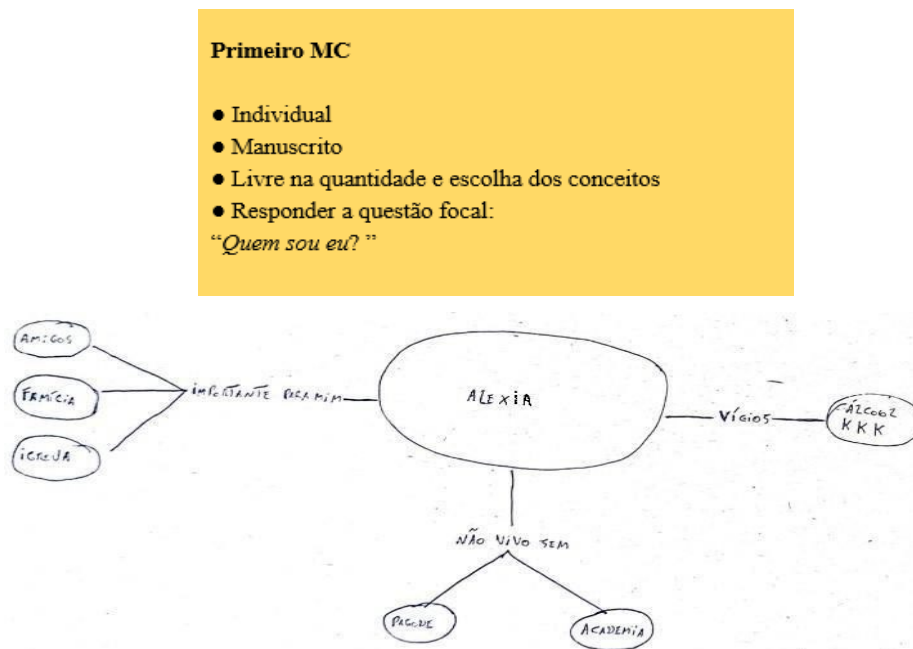 Primeiro MC
● Individual
● Manuscrito
● Livre na quantidade e escolha dos conceitos
● Responder a questão focal:
“Quem sou eu? ”
AMIGOS
FAMÍLIA
IGREJA
IMPORTANTE PARA MIM
ALEXIA
VÍCIOS
ÁLCOOL
KKK
NÃO VIVO SEM
PAGODE
ACADEMIA